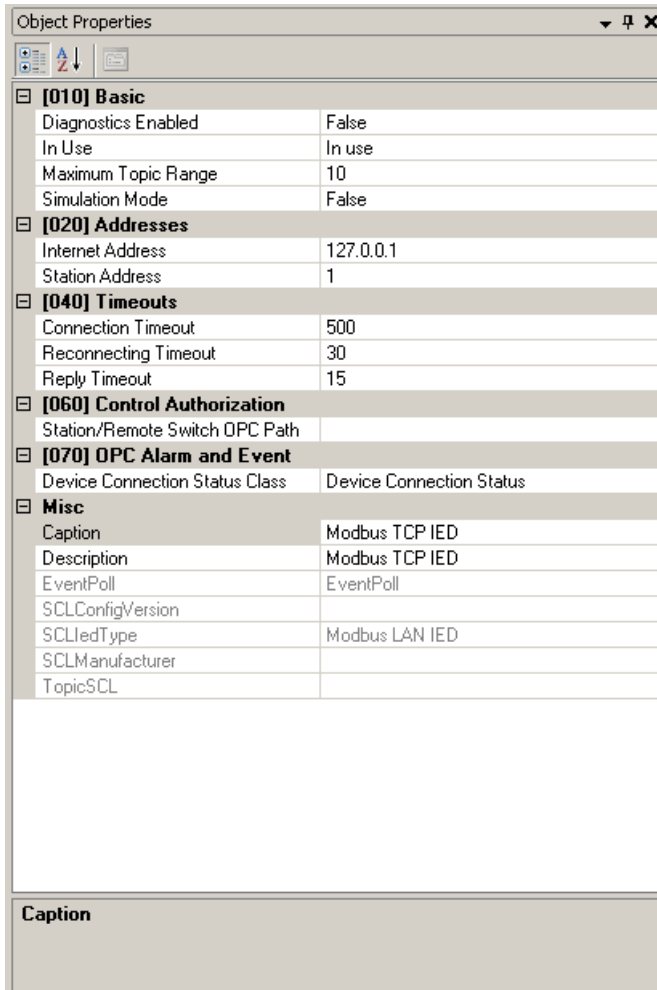 Object Properties
[010] Basic
Diagnostics Enabled False
In Use In use
Maximum Topic Range 10
Simulation Mode False
[020] Addresses
Internet Address 127.0.0.1
Station Address 1
[040] Timeouts
Connection Timeout 500
Reconnecting Timeout 30
Reply Timeout 15
[060] Control Authorization
Station/Remote Switch OPC Path
[070] OPC Alarm and Event
Device Connection Status Class Device Connection Status
Misc
Caption Modbus TCP IED
Description Modbus TCP IED
EventPoll EventPoll
SCLConfigVersion
SCLIedType Modbus LAN IED
SCLManufacturer
TopicSCL
Caption